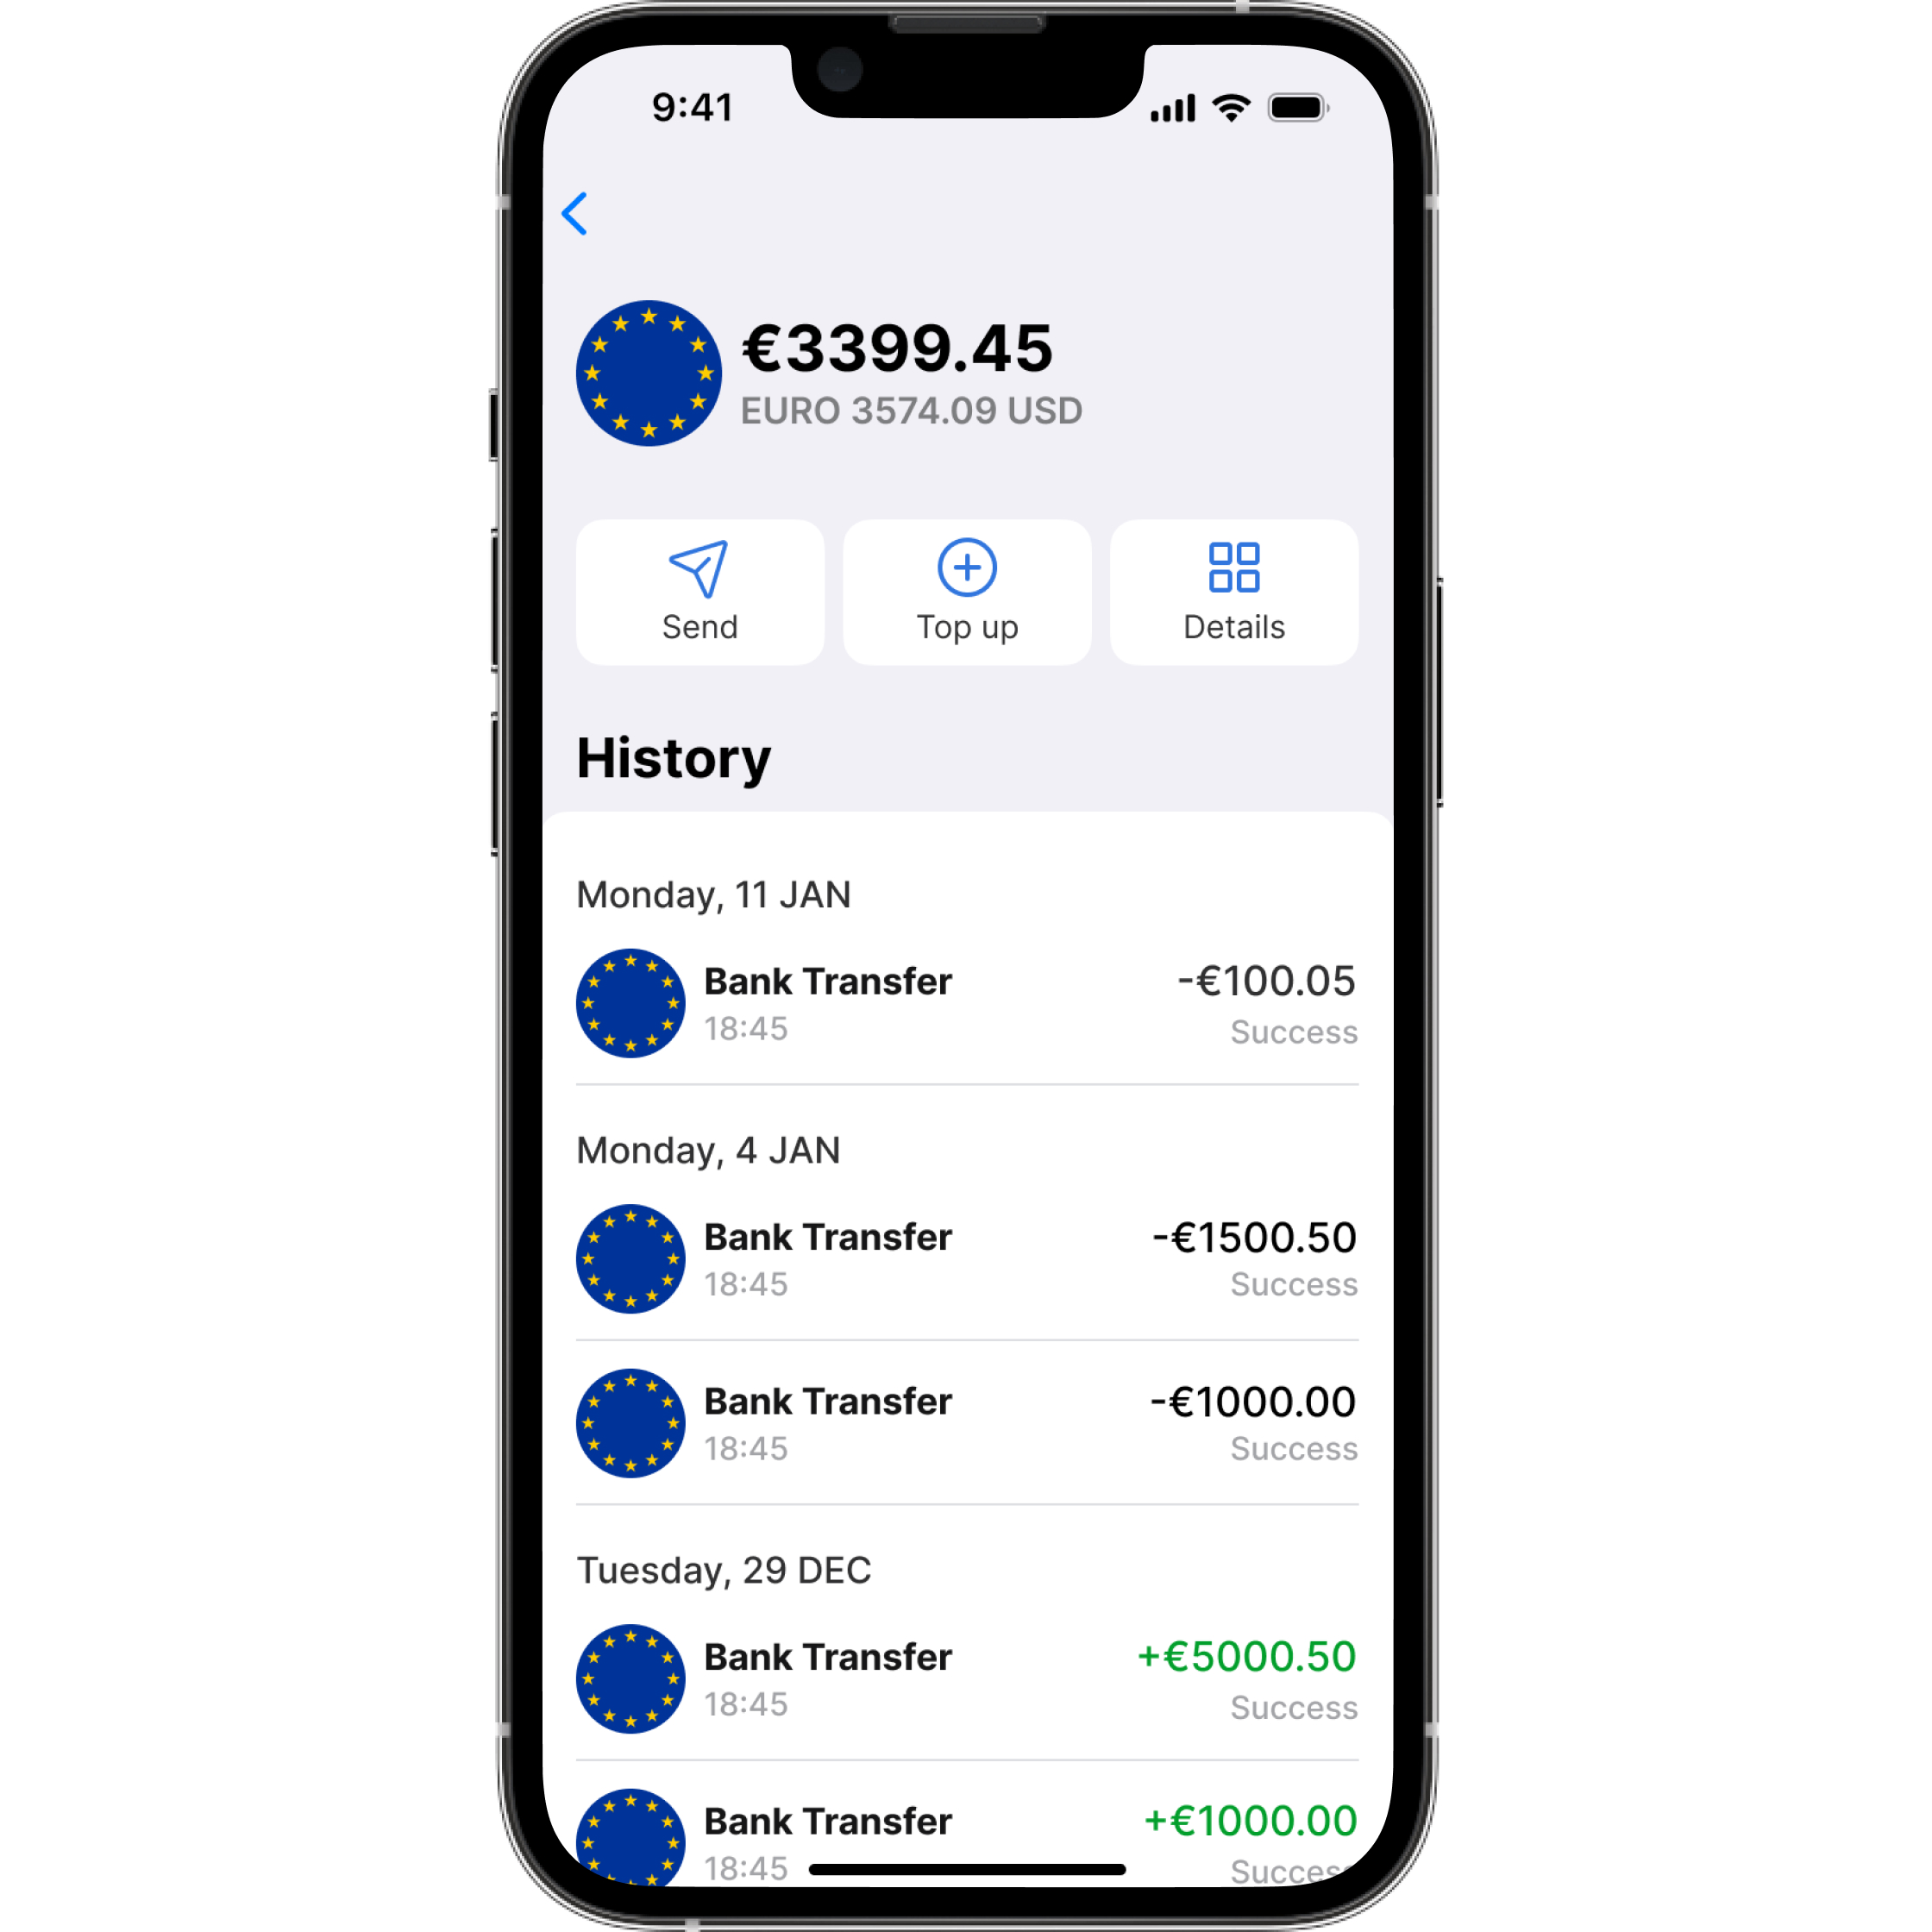 9:41
€3399.45
EURO 3574.09 USD
Send
Top up
Details
History
Monday, 11 JAN
Bank Transfer
-€100.05
18:45
Success
Monday, 4 JAN
Bank Transfer
-€1500.50
18:45
Success
Bank Transfer
-€1000.00
18:45
Success
Tuesday, 29 DEC
Bank Transfer
+€5000.50
18:45
Success
Bank Transfer
+€1000.00
18:45
Success